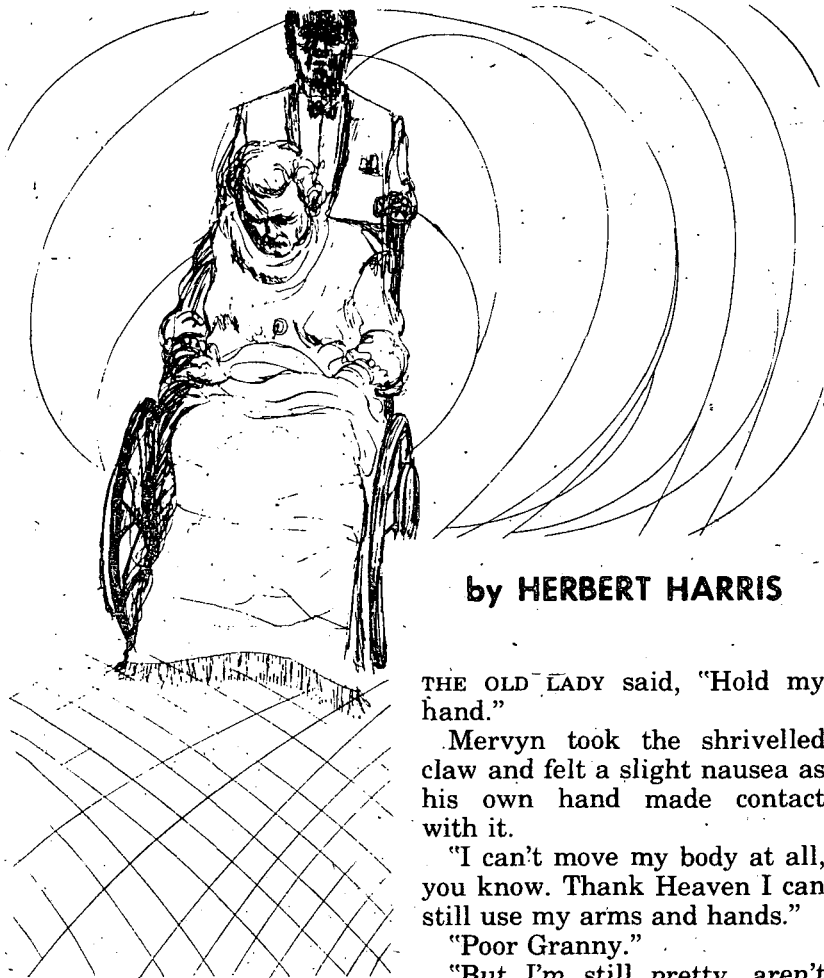 by HERBERT HARRIS
THE OLD LADY said, "Hold my
hand."
Mervyn took the shrivelled
claw and felt a slight nausea as
his own hand made contact
with it.
"I can't move my body at all,
you know. Thank Heaven I can
still use my arms and hands."
"Poor Granny."
"But I'm still pretty, aren't